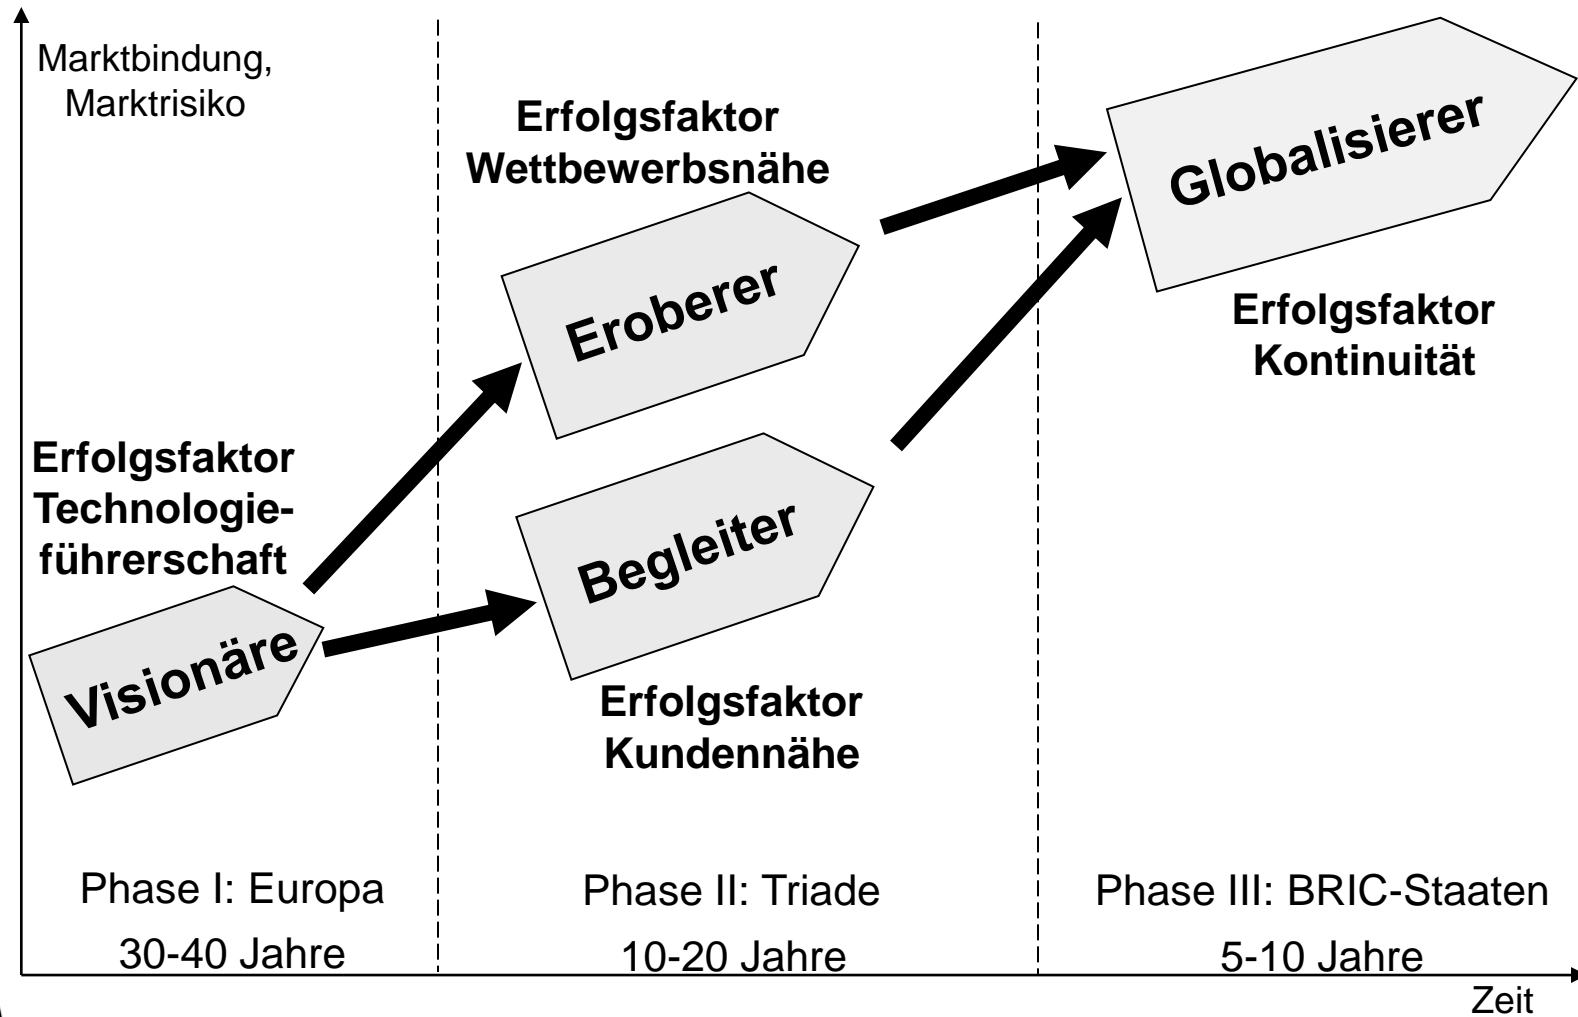 Marktbindung,
Marktrisiko
Erfolgsfaktor
Wettbewerbsnähe
Globalisierer
Eroberer
Erfolgsfaktor
Kontinuität
Erfolgsfaktor
Technologie-
führerschaft
Begleiter
Visionäre
Erfolgsfaktor
Kundennähe
Phase I: Europa
30-40 Jahre
Phase II: Triade
10-20 Jahre
Phase III: BRIC-Staaten
5-10 Jahre
Zeit